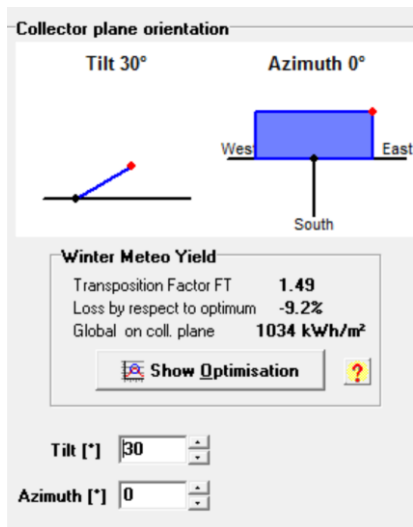 Collector plane orientation
Tilt 30° Azimuth 0°
Wes East
South
Winter Meteo Yield
Transposition Factor FT 1.49
Loss by respect to optimum -9.2%
Global on coll. plane 1034 kWh/m²
Show Optimisation ?
Tilt [°] 30
Azimuth [°] 0